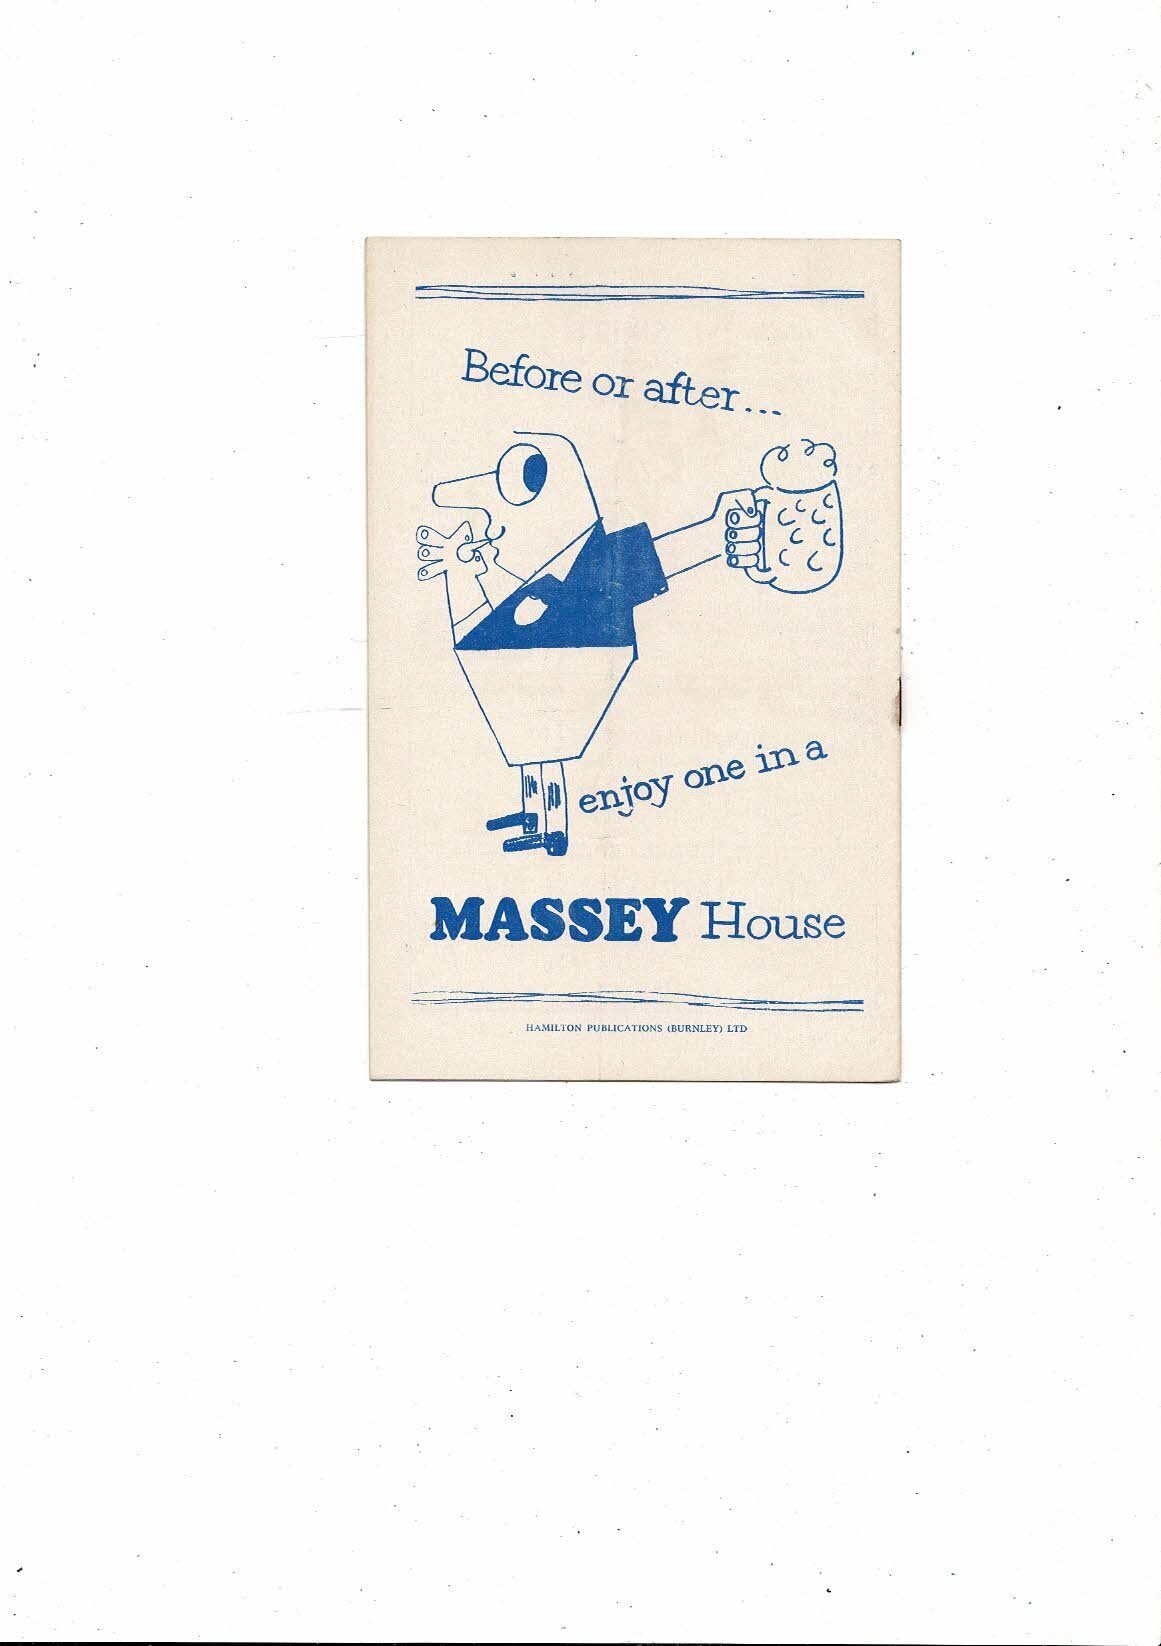 Before or after...
enjoy one in a
MASSEY House
HAMILTON PUBLICATIONS (BURNLEY) LTD